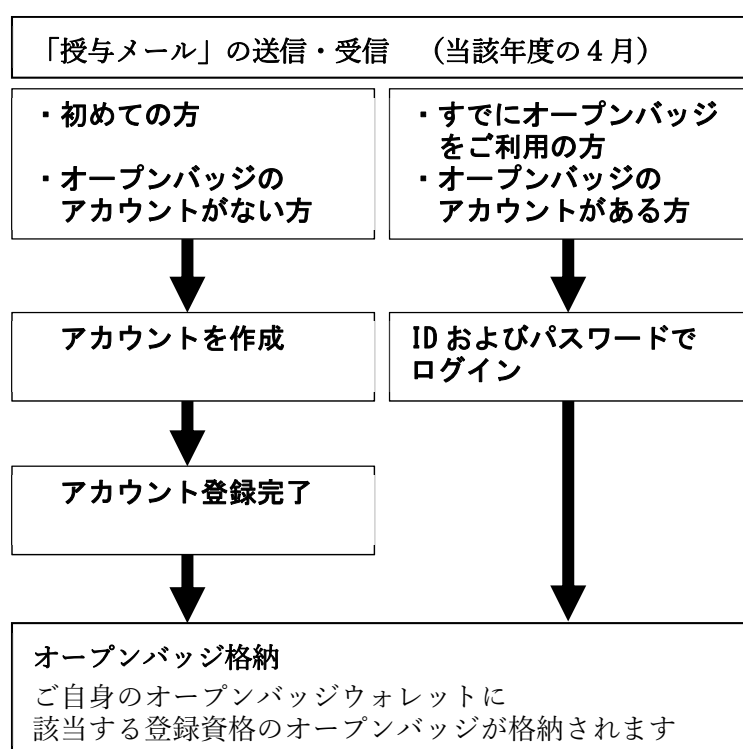 「授与メール」の送信・受信　（当該年度の４月）
・初めての方
・オープンバッジの
アカウントがない方
・すでにオープンバッジ
をご利用の方
・オープンバッジの
アカウントがある方
アカウントを作成
ID およびパスワードで
ログイン
アカウント登録完了
オープンバッジ格納
ご自身のオープンバッジウォレットに
該当する登録資格のオープンバッジが格納されます